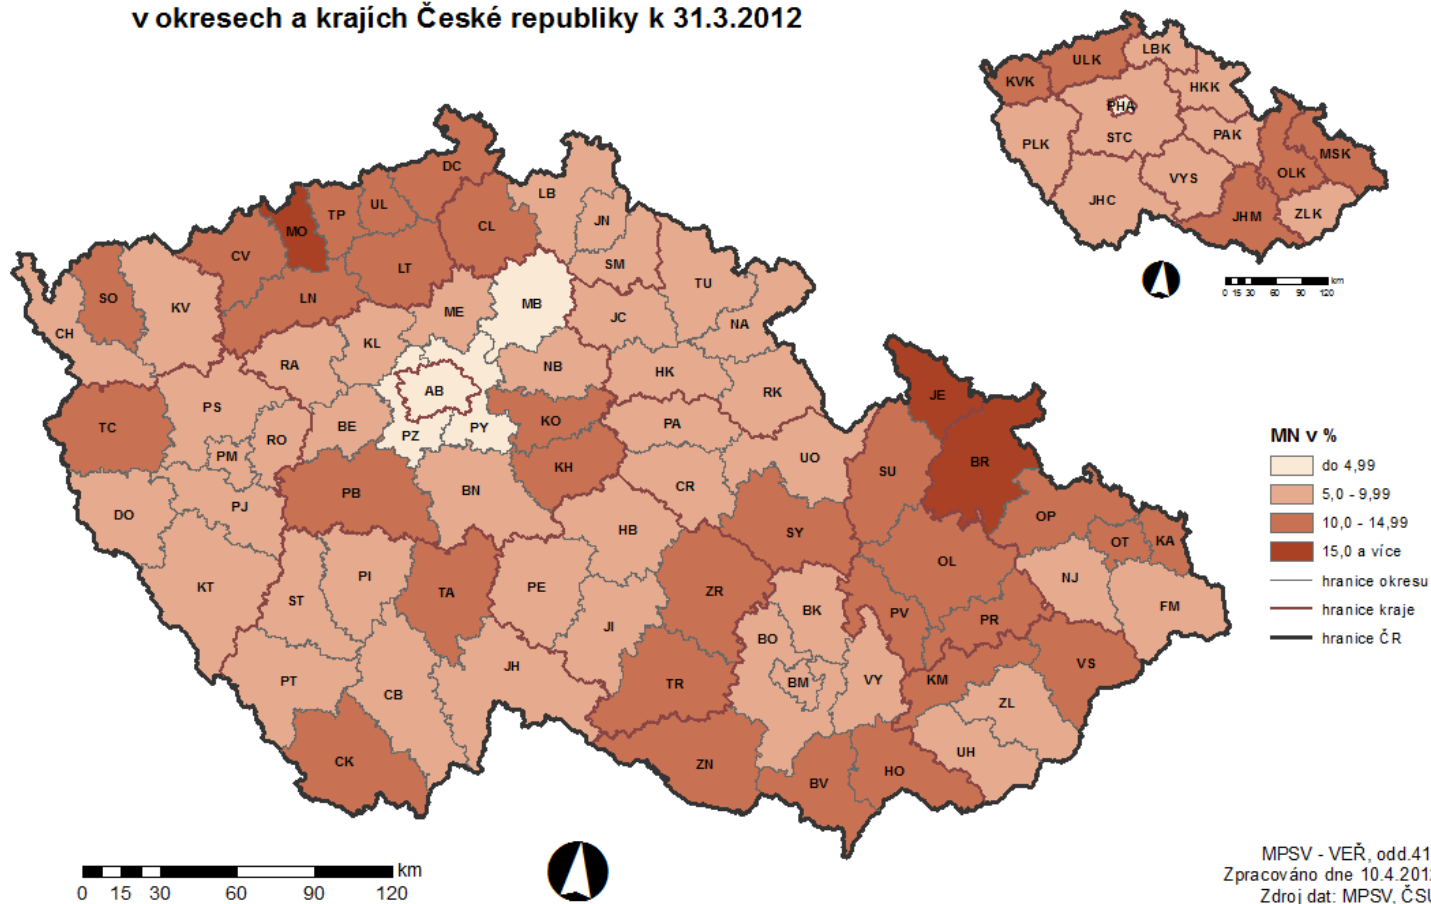 v okresech a krajích České republiky k 31.3.2012
LBK
ULK
KVK
HKK
PHA
STC
PAK
PLK
MSK
VYS
OLK
JHC
JHM
ZLK
0 15 30 60 90 120 km
DC
LB
UL
TP
JN
MO
CL
CV
SM
LT
TU
SO
LN
KV
MB
ME
JC
NA
CH
KL
RA
NB
HK
AB
RK
JE
PS
KO
PA
TC
BE
PZ
PY
RO
PM
UO
BR
KH
SU
PB
BN
CR
PJ
DO
OP
HB
SY
OT
KA
OL
PI
NJ
KT
TA
PE
ZR
ST
BK
FM
PV
PR
JI
BO
VS
JH
PT
TR
BM
VY
KM
CB
ZL
UH
CK
ZN
HO
BV
MN v %
do 4,99
5,0 - 9,99
10,0 - 14,99
15,0 a více
hranice okresu
hranice kraje
hranice ČR
km
0 15 30 60 90 120
MPSV - VEŘ, odd.41
Zpracováno dne 10.4.2012
Zdroj dat: MPSV, ČSÚ